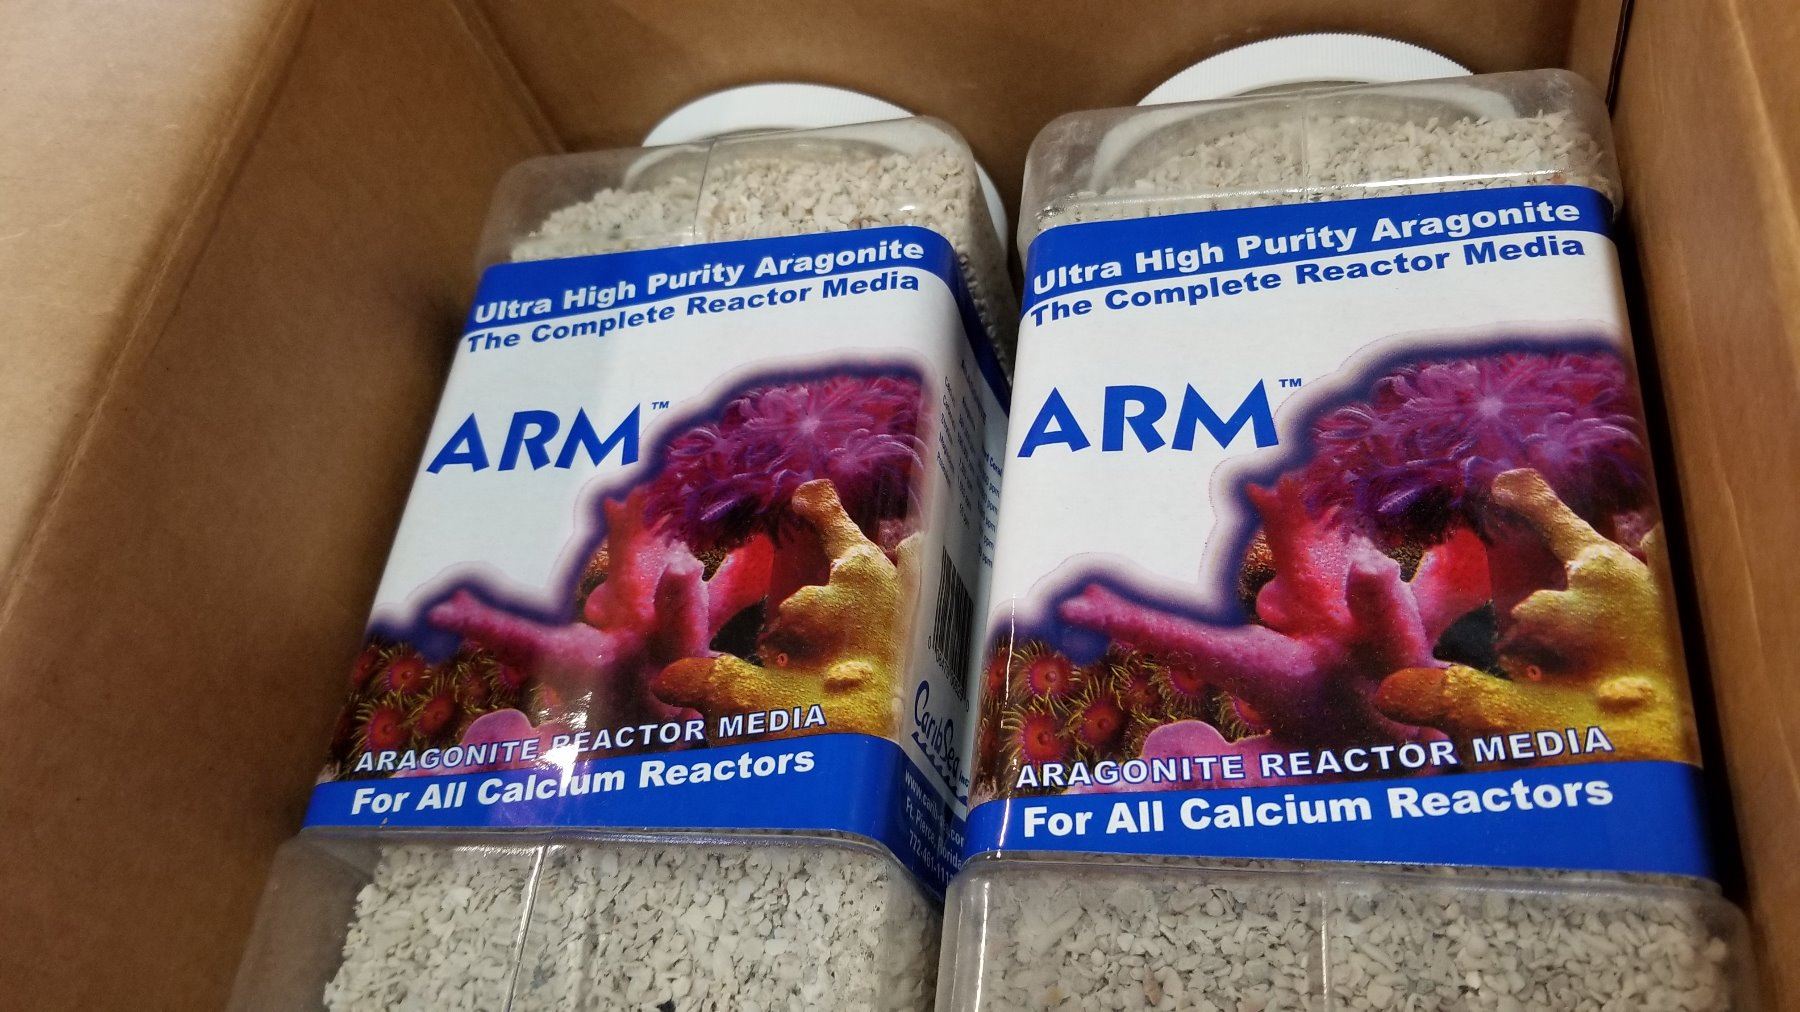 Ultra High Purity Aragonite
The Complete Reactor Media
ARM™
ARAGONITE REACTOR MEDIA
For All Calcium Reactors
CaribSea
Ultra High Purity Aragonite
The Complete Reactor Media
ARM™
ARAGONITE REACTOR MEDIA
For All Calcium Reactors